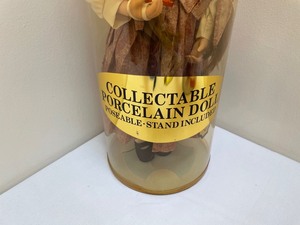 COLLECTABLE
PORCELAIN DOLL
POSEABLE-STAND INCLUDED